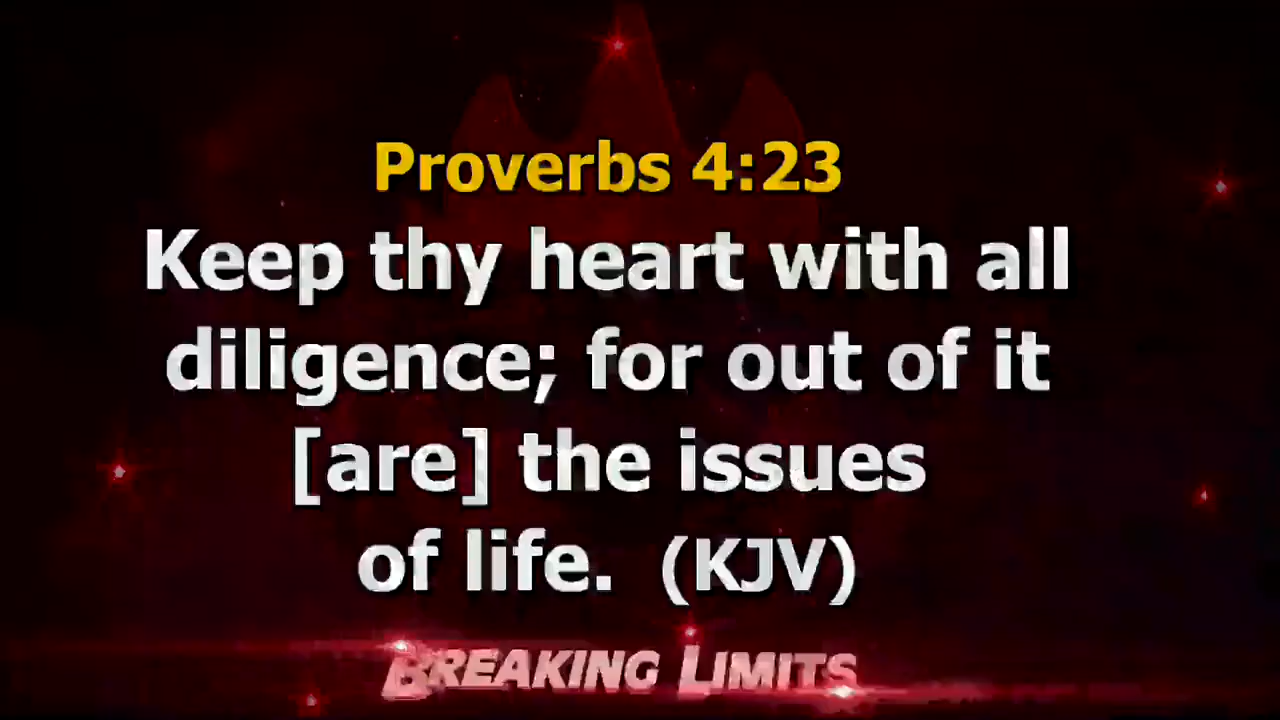 Proverbs 4:23
Keep thy heart with all
diligence; for out of it
[are] the issues
of life.  (KJV)
BREAKING LIMITS